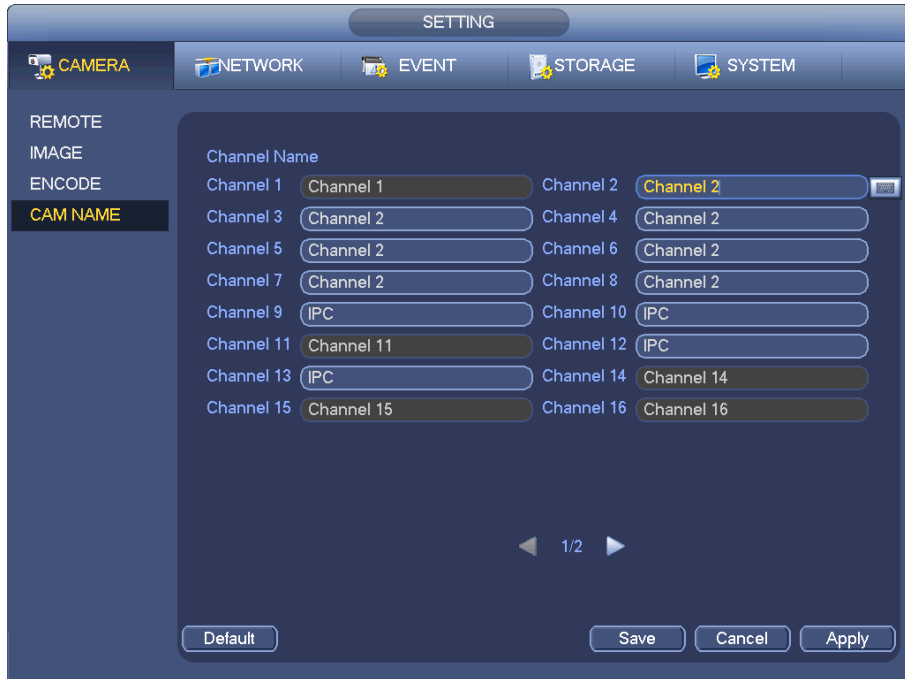 SETTING
CAMERA NETWORK EVENT STORAGE SYSTEM
REMOTE
IMAGE
ENCODE
CAM NAME
Channel Name
Channel 1 Channel 1 Channel 2 Channel 2
Channel 3 Channel 2 Channel 4 Channel 2
Channel 5 Channel 2 Channel 6 Channel 2
Channel 7 Channel 2 Channel 8 Channel 2
Channel 9 IPC Channel 10 IPC
Channel 11 Channel 11 Channel 12 IPC
Channel 13 IPC Channel 14 Channel 14
Channel 15 Channel 15 Channel 16 Channel 16
1/2
Default Save Cancel Apply